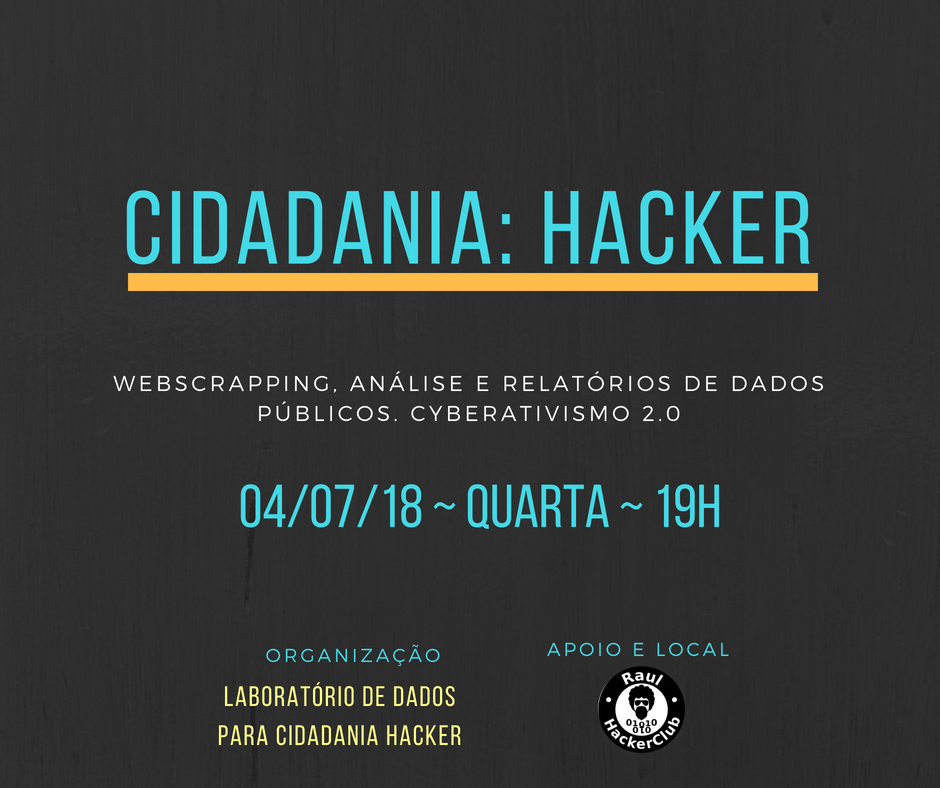 CIDADANIA: HACKER
WEBSCRAPPING, ANÁLISE E RELATÓRIOS DE DADOS
PÚBLICOS. CYBERATIVISMO 2.0
04/07/18 ~ QUARTA ~ 19H
ORGANIZAÇÃO
LABORATÓRIO DE DADOS
PARA CIDADANIA HACKER
APOIO E LOCAL
Raul
01010
010
HackerClub